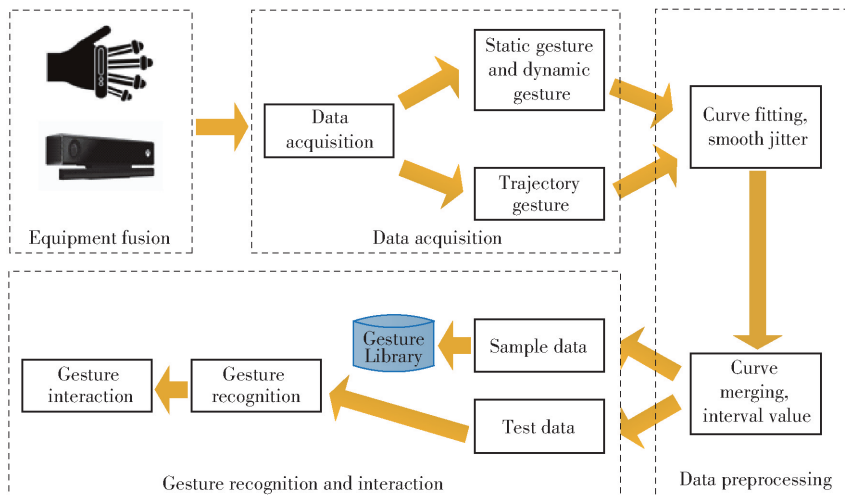 Equipment fusion
Data
acquisition
Static gesture
and dynamic
gesture
Trajectory
gesture
Data acquisition
Curve fitting,
smooth jitter
Curve
merging,
interval value
Data preprocessing
Sample data
Gesture
Library
Test data
Gesture
recognition
Gesture
interaction
Gesture recognition and interaction